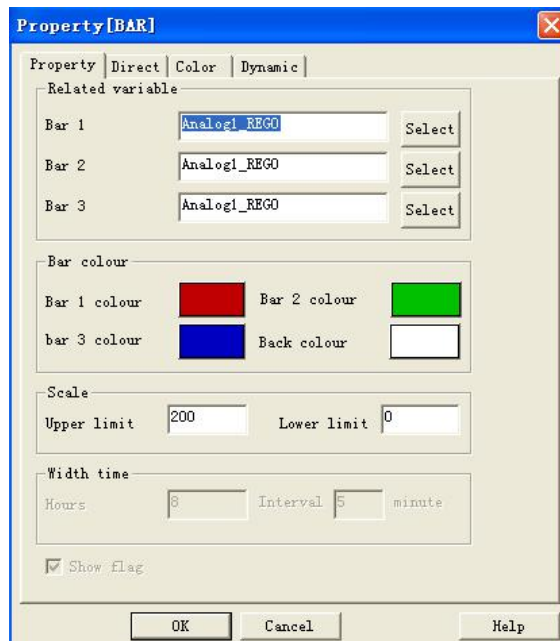 Property[BAR]
Property Direct Color Dynamic
Related variable
Bar 1 Analog1_REG0 Select
Bar 2 Analog1_REG0 Select
Bar 3 Analog1_REG0 Select
Bar colour
Bar 1 colour Bar 2 colour
bar 3 colour Back colour
Scale
Upper limit 200 Lower limit 0
Width time
Hours 8 Interval 5 minute
Show flag
OK Cancel Help